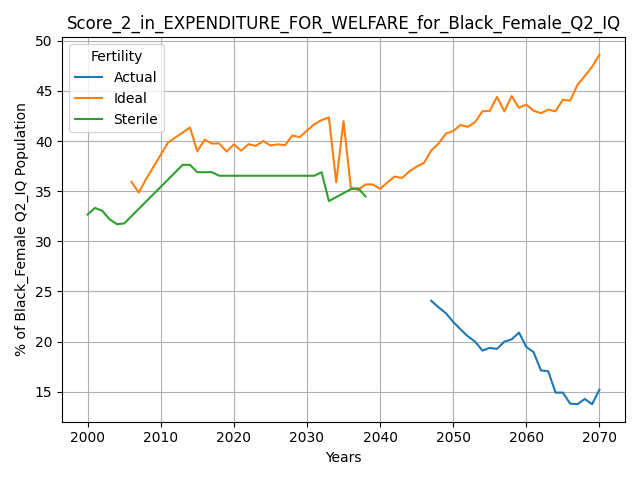 Score_2_in_EXPENDITURE_FOR_WELFARE_for_Black_Female_Q2_IQ
Fertility
Actual
Ideal
Sterile
% of Black_Female Q2_IQ Population
50
45
40
35
30
25
20
15
2000 2010 2020 2030 2040 2050 2060 2070
Years